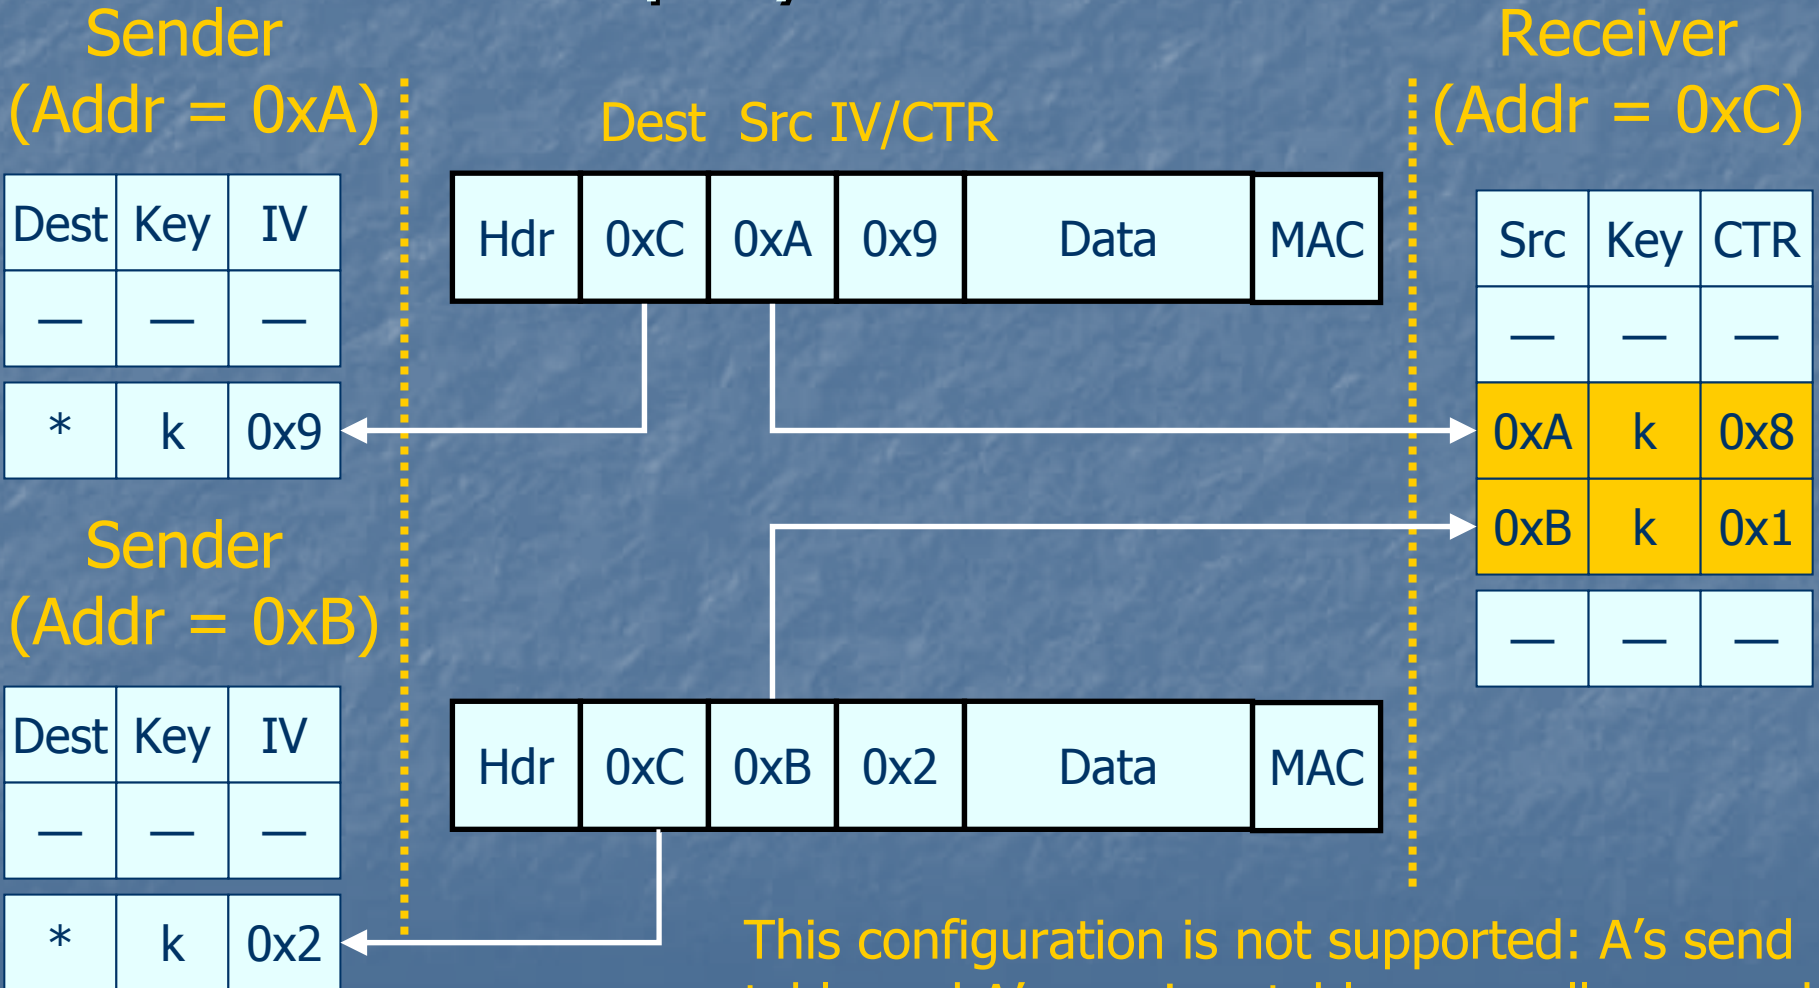 Sender
(Addr = 0xA)
Dest Key IV
— — —
* k 0x9
Sender
(Addr = 0xB)
Dest Key IV
— — —
* k 0x2
Dest Src IV/CTR
Hdr 0xC 0xA 0x9 Data MAC
Hdr 0xC 0xB 0x2 Data MAC
Receiver
(Addr = 0xC)
Src Key CTR
— — —
0xA k 0x8
0xB k 0x1
— — —
This configuration is not supported: A’s send